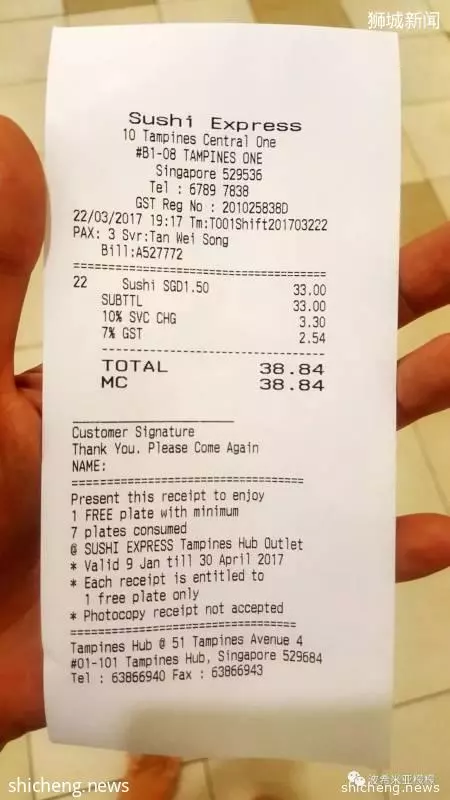 狮城新闻
Sushi Express
10 Tampines Central One
#B1-08 TAMPINES ONE
Singapore 529536
Tel : 6789 7838
GST Reg No : 201025838D
22/03/2017 19:17 Tm:T001Shift201703222
PAX: 3 Svr:Tan Wei Song
Bill:A527772
22 Sushi SGD1.50 33.00
SUBTTL 33.00
10% SVC CHG 3.30
7% GST 2.54
TOTAL 38.84
MC 38.84
Customer Signature
Thank You. Please Come Again
NAME:
Present this receipt to enjoy
1 FREE plate with minimum
7 plates consumed
@ SUSHI EXPRESS Tampines Hub Outlet
* Valid 9 Jan till 30 April 2017
* Each receipt is entitled to
1 free plate only
* Photocopy receipt not accepted
Tampines Hub @ 51 Tampines Avenue 4
#01-101 Tampines Hub, Singapore 529684
Tel : 63866940 Fax : 63866943
波希米亚檬檬
shicheng.news
shicheng.news